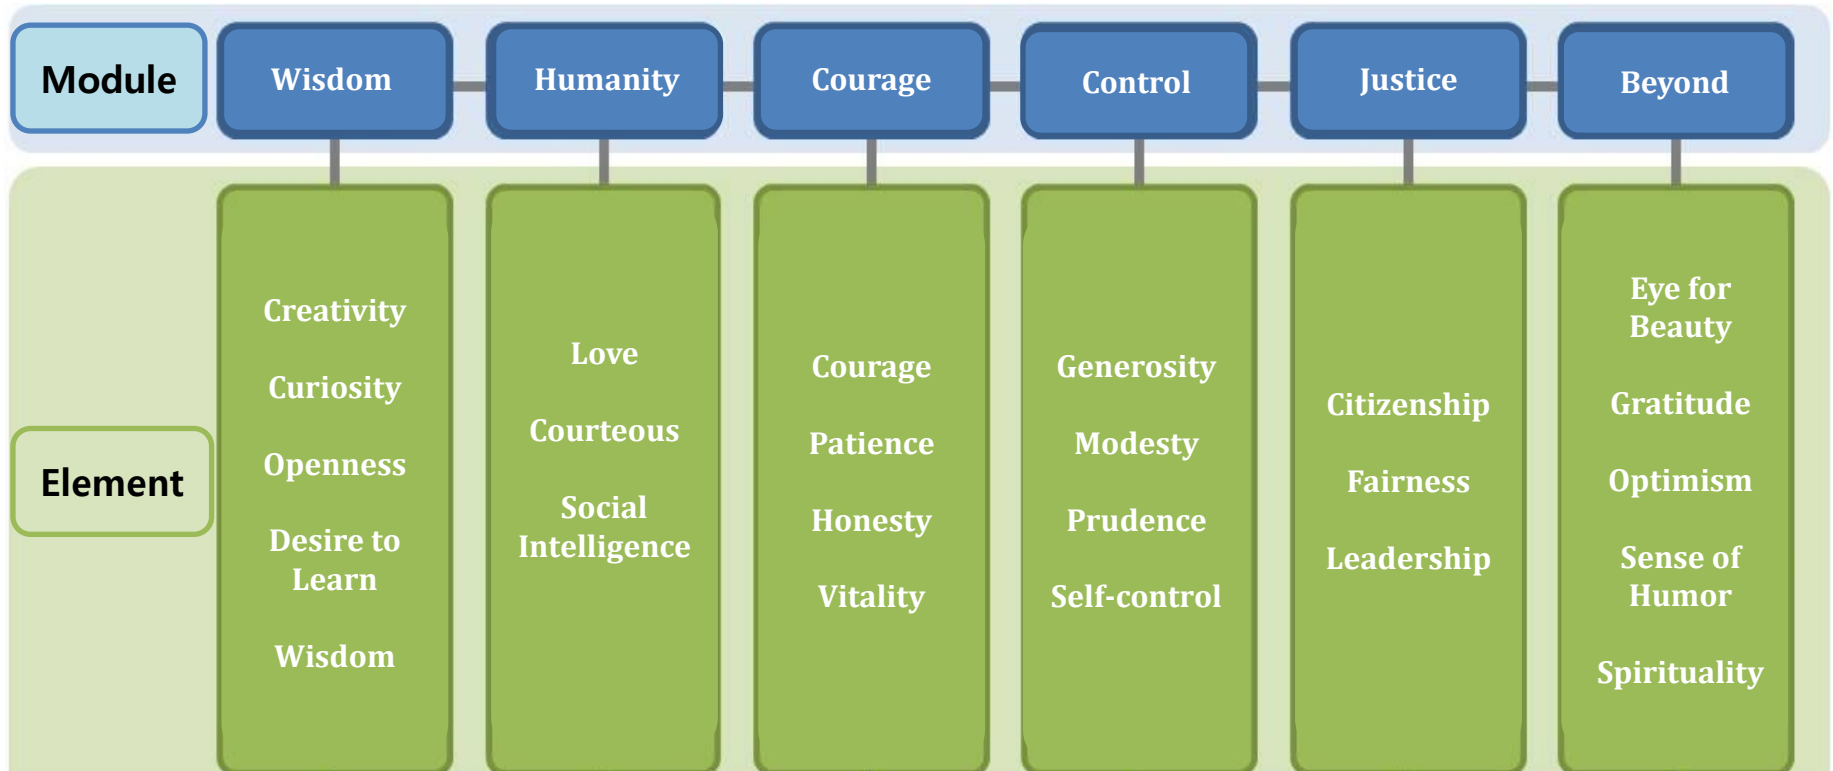 Module
Wisdom
Humanity
Courage
Control
Justice
Beyond
Element
Creativity
Curiosity
Openness
Desire to
Learn
Wisdom
Love
Courteous
Social
Intelligence
Courage
Patience
Honesty
Vitality
Generosity
Modesty
Prudence
Self-control
Citizenship
Fairness
Leadership
Eye for
Beauty
Gratitude
Optimism
Sense of
Humor
Spirituality